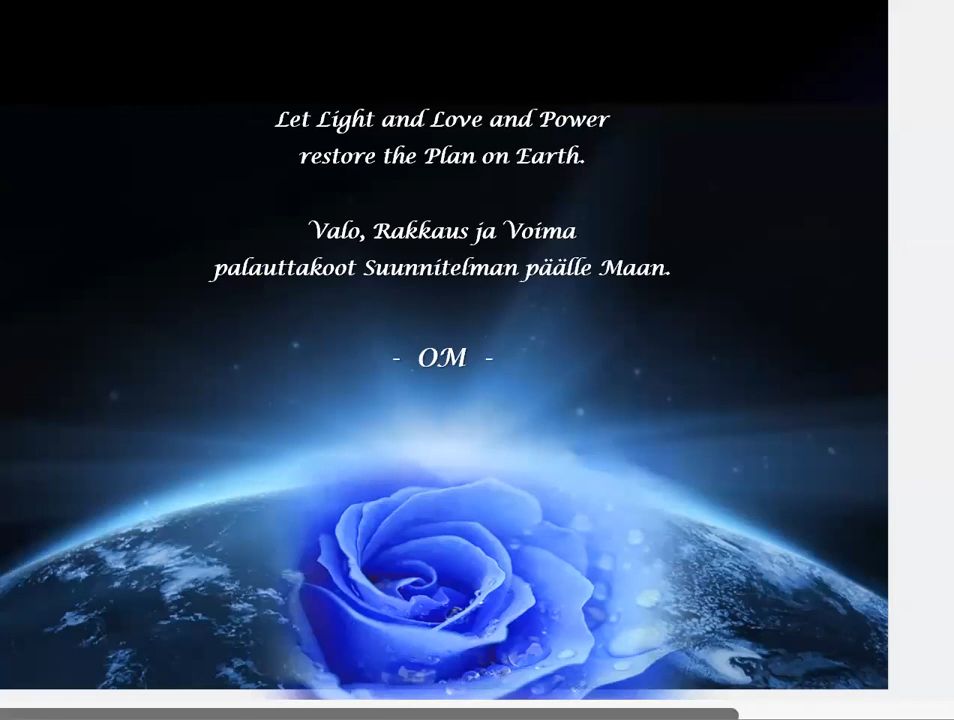 Let Light and Love and Power
restore the Plan on Earth.
Valo, Rakkaus ja Voima
palauttakoot Suunnitelman päälle Maan.
- OM -